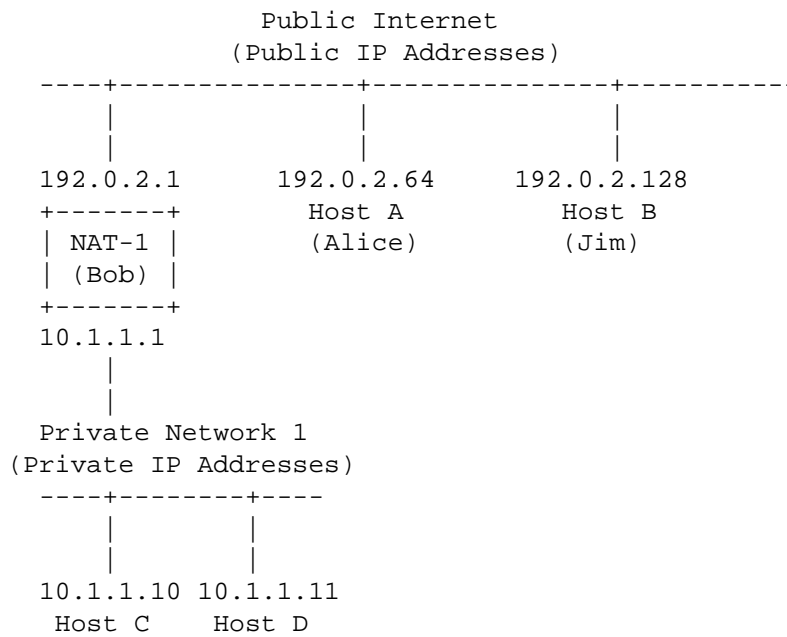 Public Internet
(Public IP Addresses)
----+---------------+---------------+-----------
| | |
| | |
192.0.2.1 192.0.2.64 192.0.2.128
+-------+ Host A Host B
| NAT-1 | (Alice) (Jim)
| (Bob) |
+-------+
10.1.1.1
|
|
Private Network 1
(Private IP Addresses)
----+--------+----
| |
| |
10.1.1.10 10.1.1.11
Host C Host D